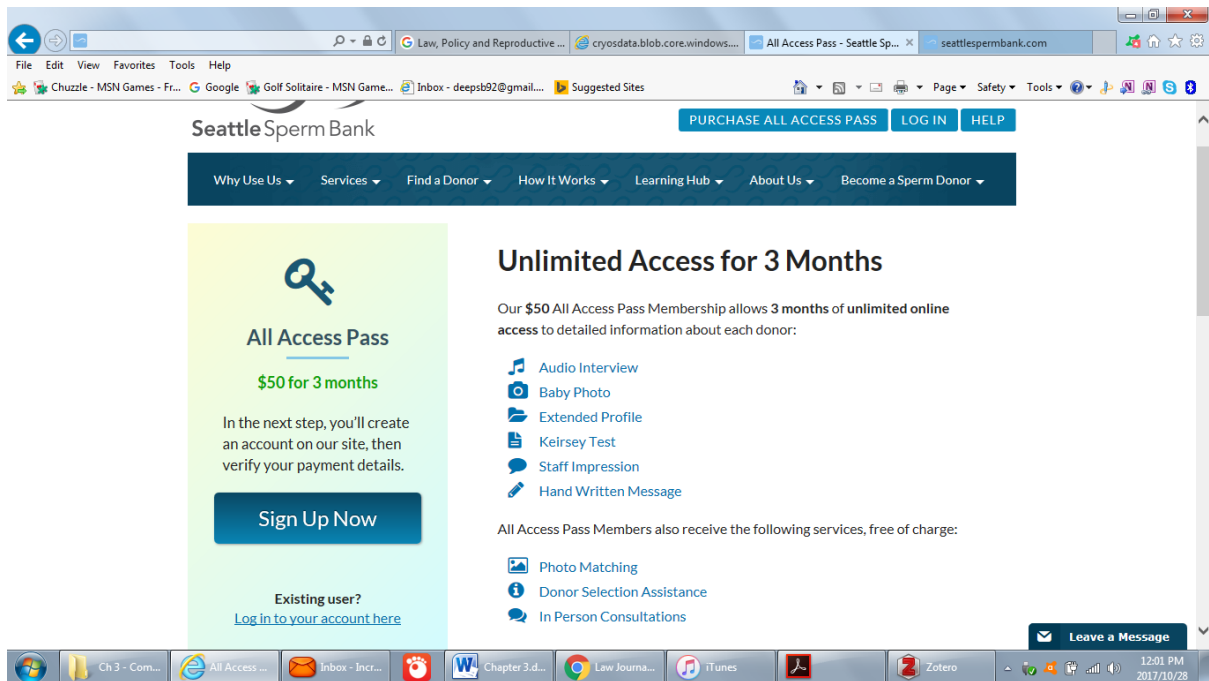 Law, Policy and Reproductive ...
cryosdata.blob.core.windows....
All Access Pass - Seattle Sp...
seattlespermbank.com
File Edit View Favorites Tools Help
Chuzzle - MSN Games - Fr...
Google
Golf Solitaire - MSN Game...
Inbox - deepsb92@gmail....
Suggested Sites
Page
Safety
Tools
Seattle Sperm Bank
PURCHASE ALL ACCESS PASS
LOG IN
HELP
Why Use Us
Services
Find a Donor
How It Works
Learning Hub
About Us
Become a Sperm Donor
All Access Pass
$50 for 3 months
In the next step, you'll create
an account on our site, then
verify your payment details.
Sign Up Now
Existing user?
Log in to your account here
Unlimited Access for 3 Months
Our $50 All Access Pass Membership allows 3 months of unlimited online
access to detailed information about each donor:
Audio Interview
Baby Photo
Extended Profile
Keirsey Test
Staff Impression
Hand Written Message
All Access Pass Members also receive the following services, free of charge:
Photo Matching
Donor Selection Assistance
In Person Consultations
Leave a Message
Ch 3 - Com...
All Access ...
Inbox - Incr...
Chapter 3.d...
Law Journa...
iTunes
Zotero
12:01 PM
2017/10/28